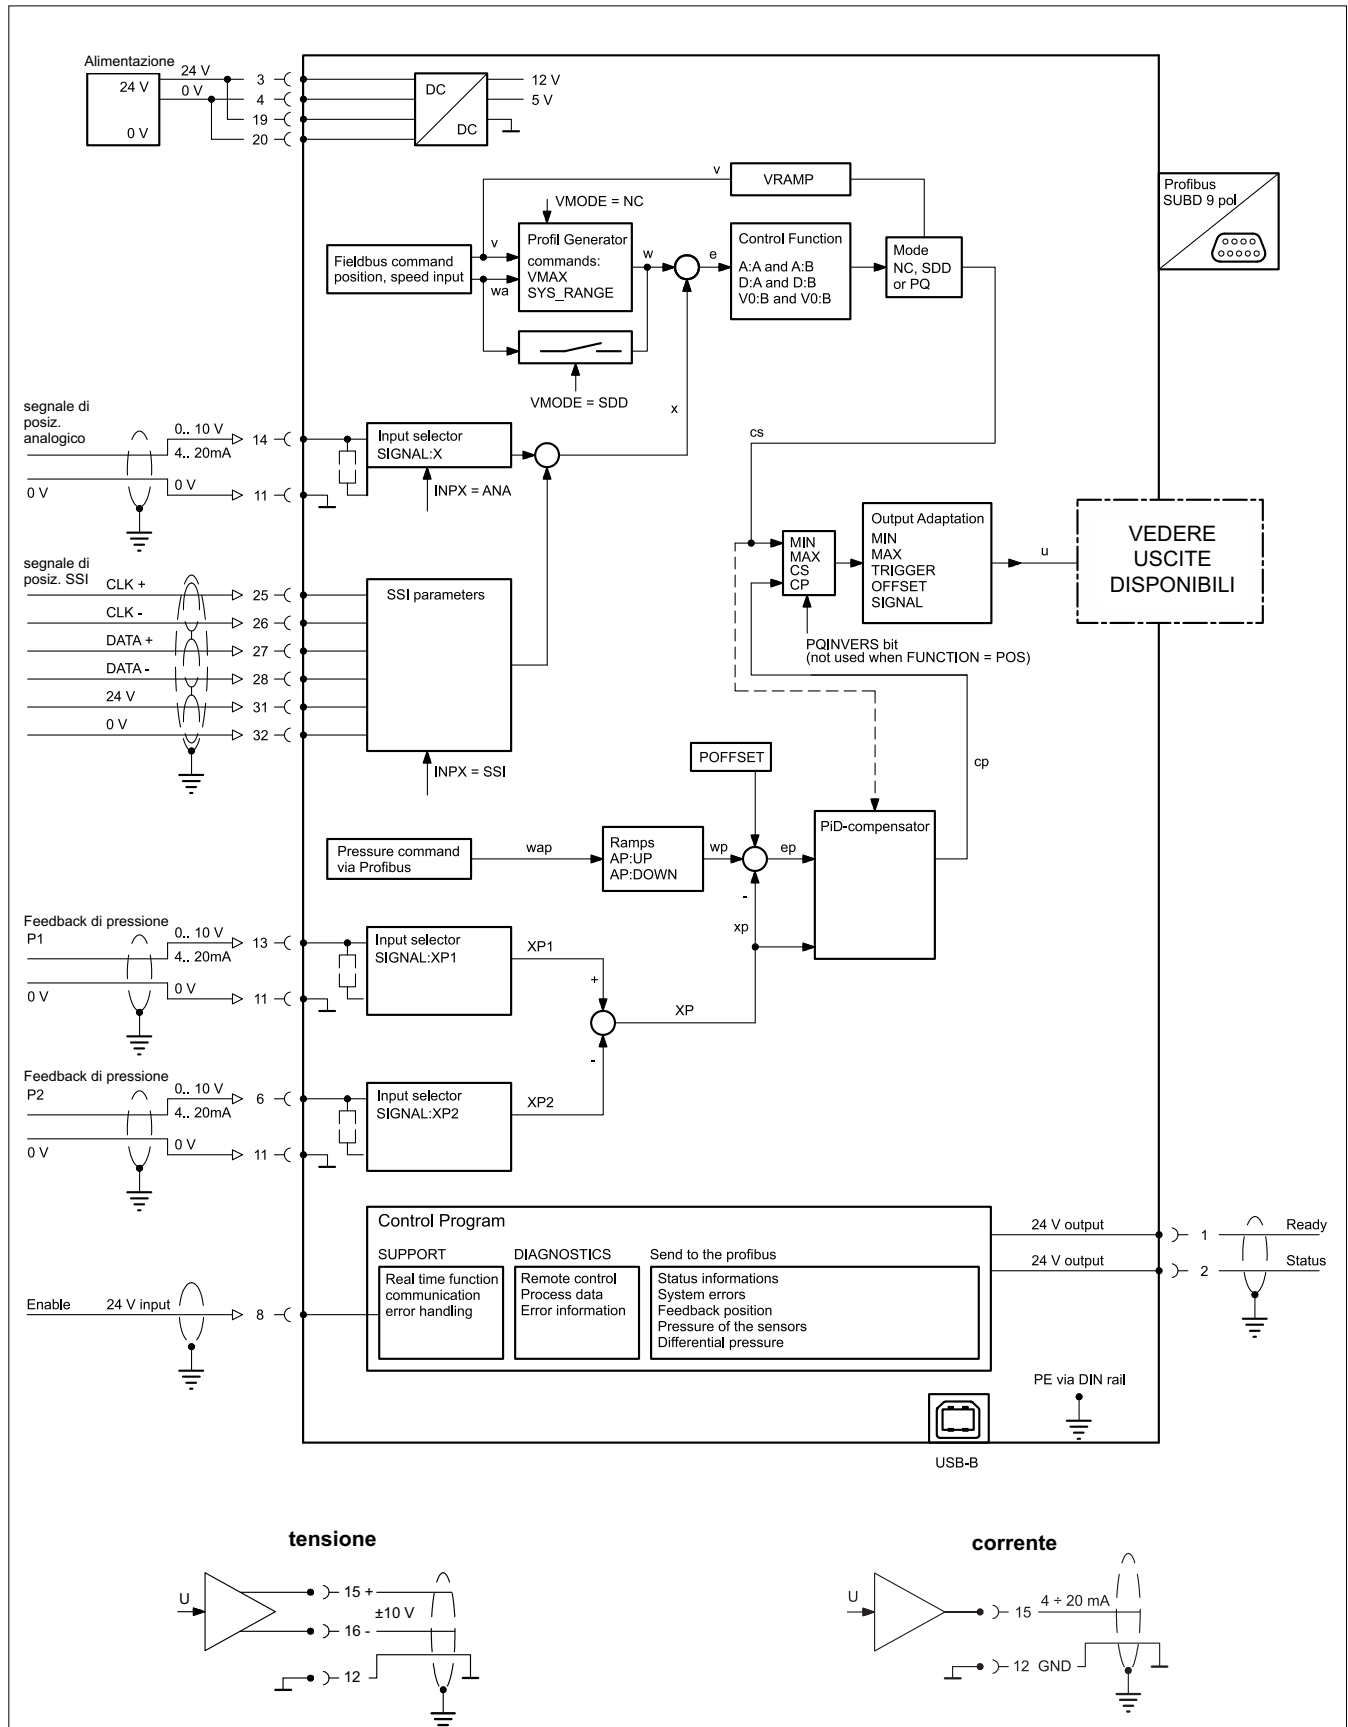 Alimentazione
24 V
0 V
24 V
0 V
3
4
19
20
DC
DC
12 V
5 V
Profibus
SUBD 9 pol
v
VRAMP
VMODE = NC
Fieldbus command
position, speed input
v
wa
Profil Generator
commands:
VMAX
SYS_RANGE
w
e
Control Function
A:A and A:B
D:A and D:B
V0:B and V0:B
Mode
NC, SDD
or PQ
VMODE = SDD
x
cs
segnale di
posiz.
analogico
0.. 10 V
4.. 20mA
14
0 V
0 V
11
Input selector
SIGNAL:X
INPX = ANA
segnale di
posiz. SSI
CLK +
25
CLK -
26
DATA +
27
DATA -
28
24 V
31
0 V
32
SSI parameters
INPX = SSI
MIN
MAX
CS
CP
Output Adaptation
MIN
MAX
TRIGGER
OFFSET
SIGNAL
u
VEDERE
USCITE
DISPONIBILI
PQINVERS bit
(not used when FUNCTION = POS)
POFFSET
cp
Pressure command
via Profibus
wap
Ramps
AP:UP
AP:DOWN
wp
ep
-
xp
PiD-compensator
Feedback di pressione
P1
0.. 10 V
4.. 20mA
13
0 V
0 V
11
Input selector
SIGNAL:XP1
XP1
+
XP
-
Feedback di pressione
P2
0.. 10 V
4.. 20mA
6
0 V
0 V
11
Input selector
SIGNAL:XP2
XP2
Control Program
SUPPORT
Real time function
communication
error handling
DIAGNOSTICS
Remote control
Process data
Error information
Send to the profibus
Status informations
System errors
Feedback position
Pressure of the sensors
Differential pressure
24 V output
1
Ready
24 V output
2
Status
Enable
24 V input
8
PE via DIN rail
USB-B
tensione
U
15 +
±10 V
16 -
12
corrente
U
15
4 ÷ 20 mA
12 GND